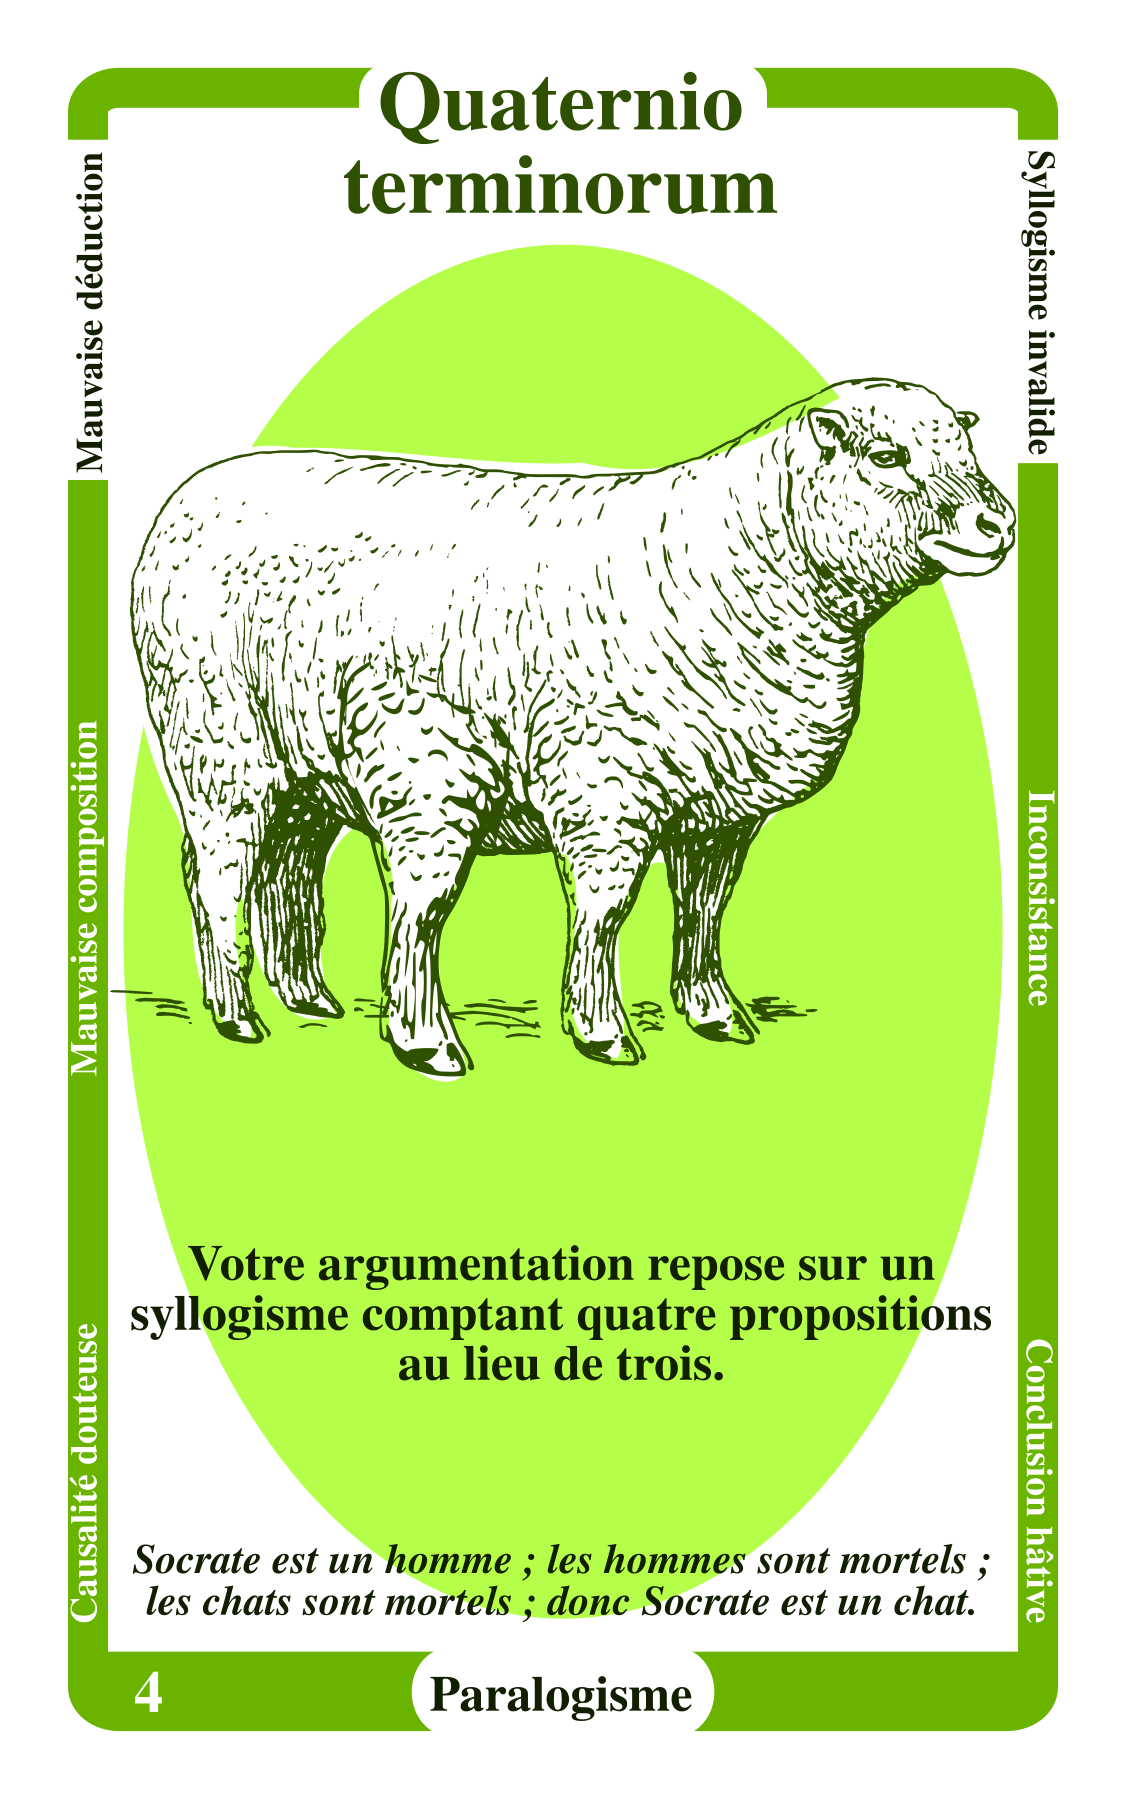 Quaternio
terminorum
Mauvaise déduction
Syllogisme invalide
Mauvaise composition
Inconsistance
Causalité douteuse
Conclusion hâtive
Votre argumentation repose sur un
syllogisme comptant quatre propositions
au lieu de trois.
Socrate est un homme ; les hommes sont mortels ;
les chats sont mortels ; donc Socrate est un chat.
4
Paralogisme